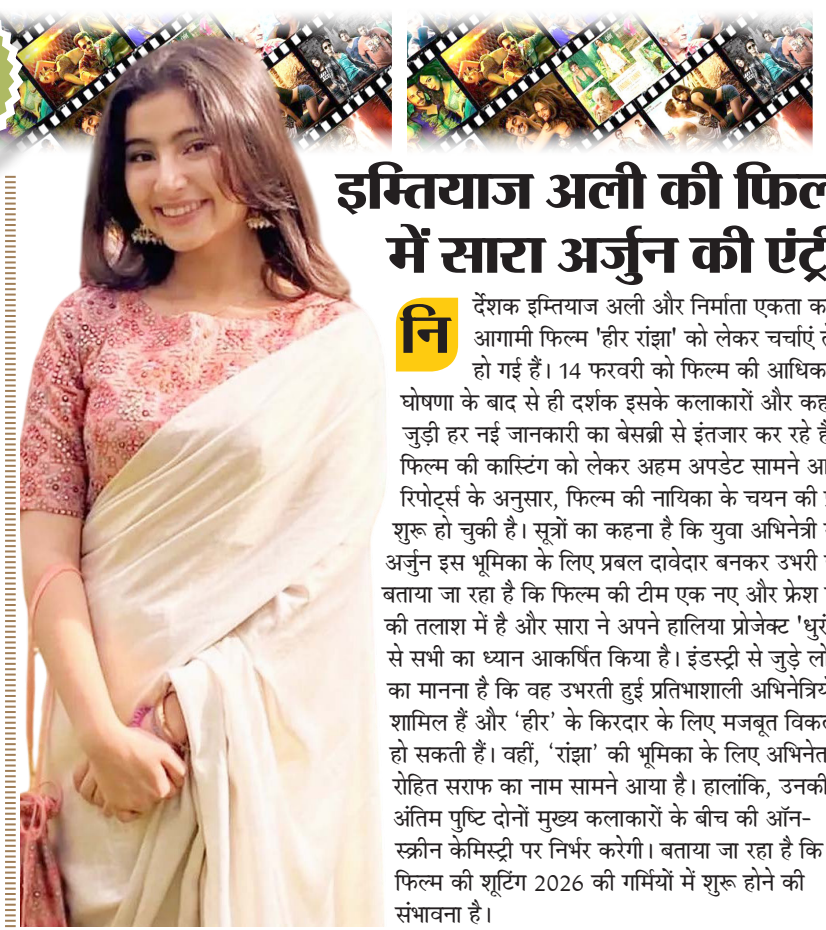 इम्तियाज अली की फिल
में सारा अर्जुन की एंट्री
निर्देशक इम्तियाज अली और निर्माता एकता क
आगामी फिल्म 'हीर रांझा' को लेकर चर्चाएं ते
हो गई हैं। 14 फरवरी को फिल्म की आधिक
घोषणा के बाद से ही दर्शक इसके कलाकारों और कह
जुड़ी हर नई जानकारी का बेसब्री से इंतजार कर रहे हैं
फिल्म की कास्टिंग को लेकर अहम अपडेट सामने आ
रिपोर्ट्स के अनुसार, फिल्म की नायिका के चयन की
शुरू हो चुकी है। सूत्रों का कहना है कि युवा अभिनेत्री
अर्जुन इस भूमिका के लिए प्रबल दावेदार बनकर उभरी
बताया जा रहा है कि फिल्म की टीम एक नए और फ्रेश
की तलाश में है और सारा ने अपने हालिया प्रोजेक्ट 'धुरं
से सभी का ध्यान आकर्षित किया है। इंडस्ट्री से जुड़े लो
का मानना है कि वह उभरती हुई प्रतिभाशाली अभिनेत्रियों
शामिल हैं और ‘हीर’ के किरदार के लिए मजबूत विकल
हो सकती हैं। वहीं, ‘रांझा’ की भूमिका के लिए अभिनेत
रोहित सराफ का नाम सामने आया है। हालांकि, उनकी
अंतिम पुष्टि दोनों मुख्य कलाकारों के बीच की ऑन-
स्क्रीन केमिस्ट्री पर निर्भर करेगी। बताया जा रहा है कि
फिल्म की शूटिंग 2026 की गर्मियों में शुरू होने की
संभावना है।